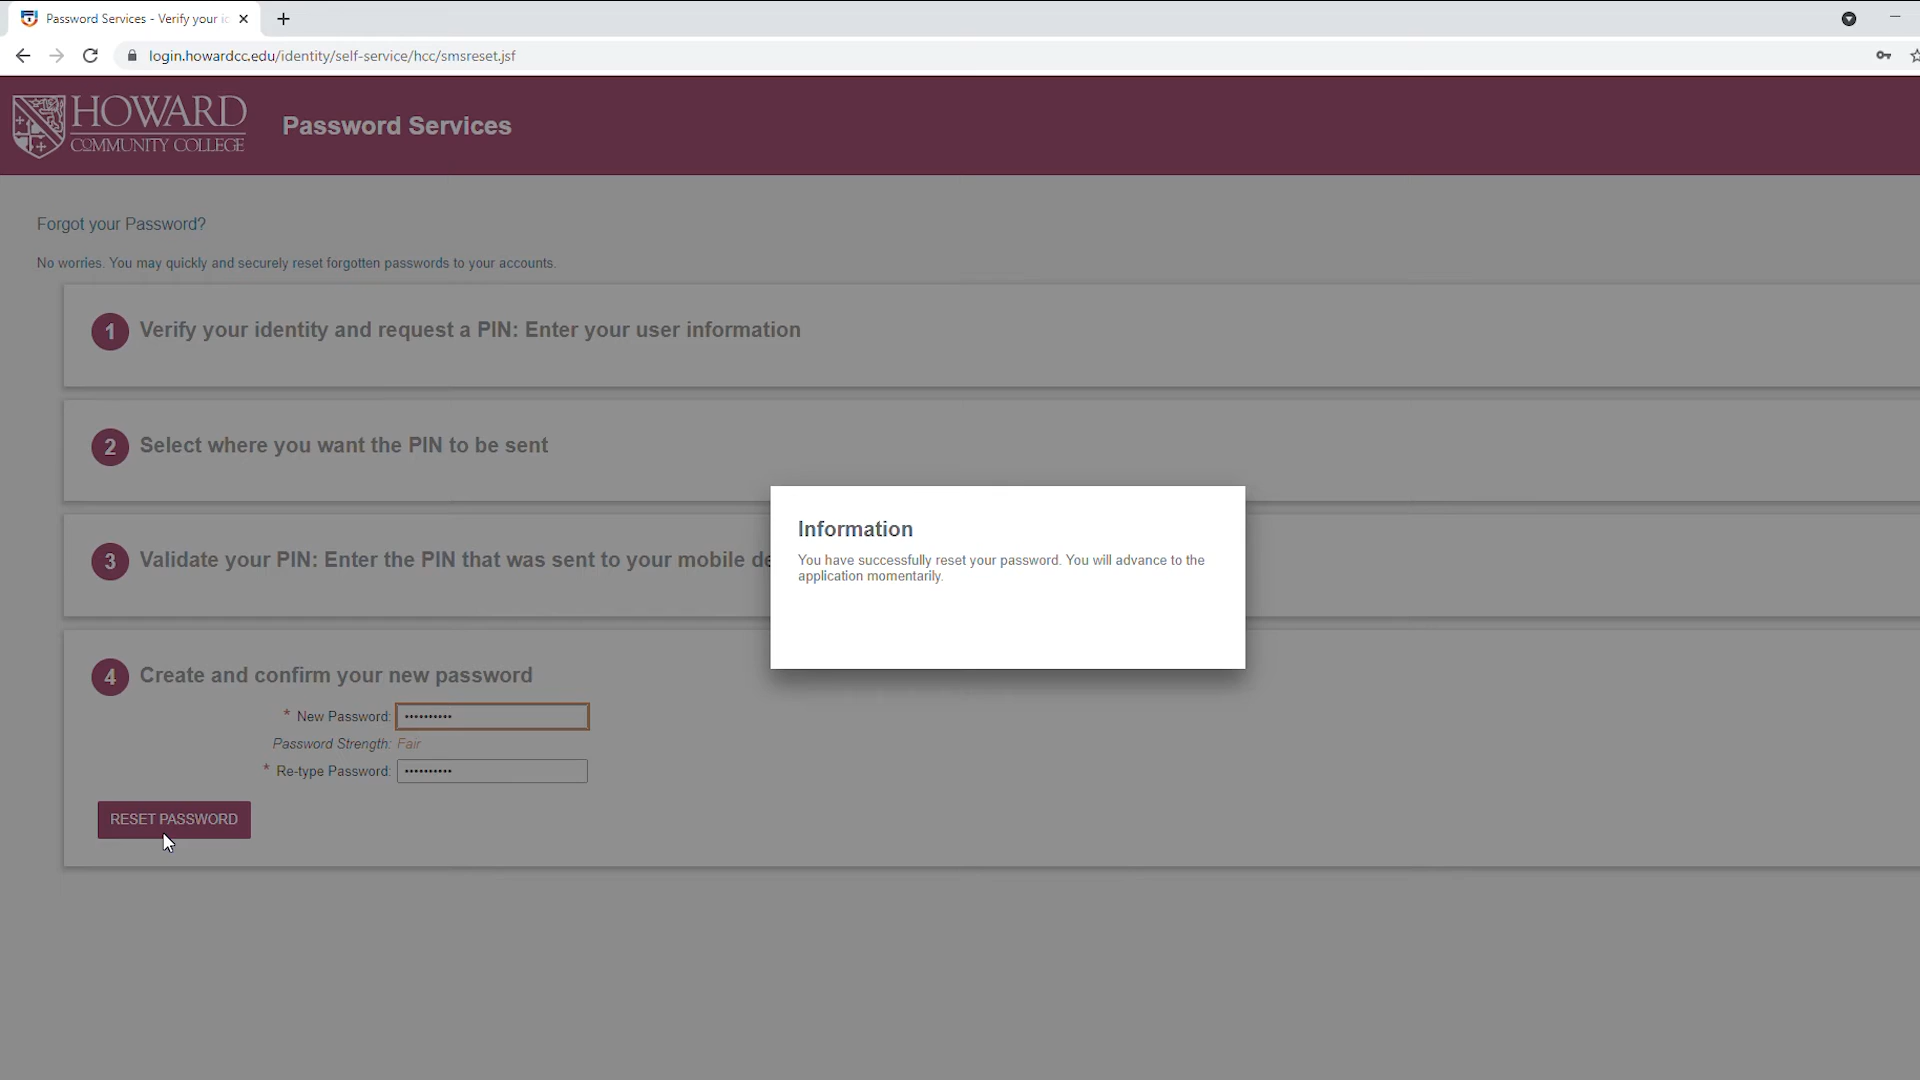 Password Services - Verify your i
login.howardcc.edu/identity/self-service/hcc/smsreset.jsf
HOWARD
COMMUNITY COLLEGE
Password Services
Forgot your Password?
No worries. You may quickly and securely reset forgotten passwords to your accounts.
1 Verify your identity and request a PIN: Enter your user information
2 Select where you want the PIN to be sent
3 Validate your PIN: Enter the PIN that was sent to your mobile de
Information
You have successfully reset your password. You will advance to the
application momentarily.
4 Create and confirm your new password
* New Password: ••••••••••
Password Strength: Fair
* Re-type Password: ••••••••••
RESET PASSWORD